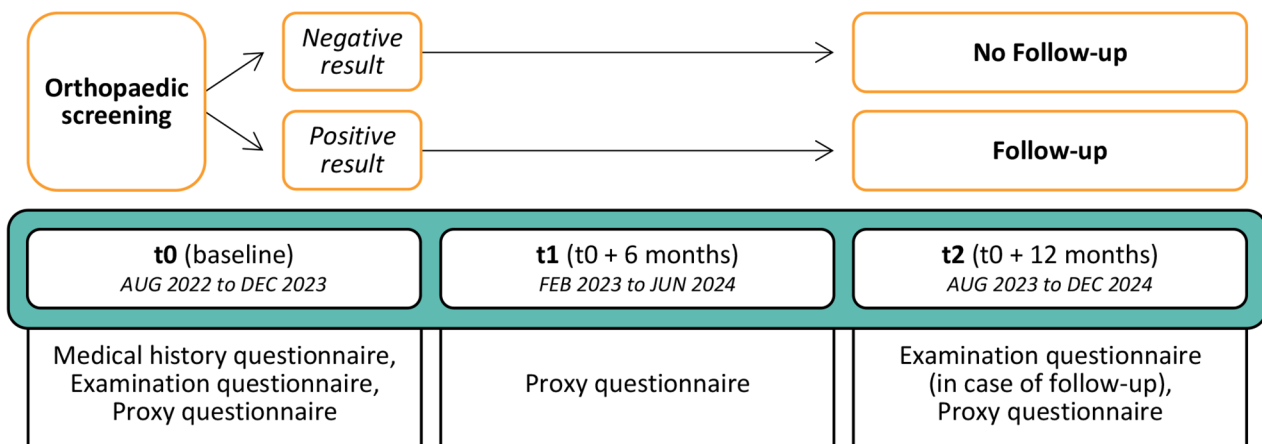 Orthopaedic
screening
Negative
result
No Follow-up
Positive
result
Follow-up
t0 (baseline)
AUG 2022 to DEC 2023
t1 (t0 + 6 months)
FEB 2023 to JUN 2024
t2 (t0 + 12 months)
AUG 2023 to DEC 2024
Medical history questionnaire,
Examination questionnaire,
Proxy questionnaire
Proxy questionnaire
Examination questionnaire
(in case of follow-up),
Proxy questionnaire